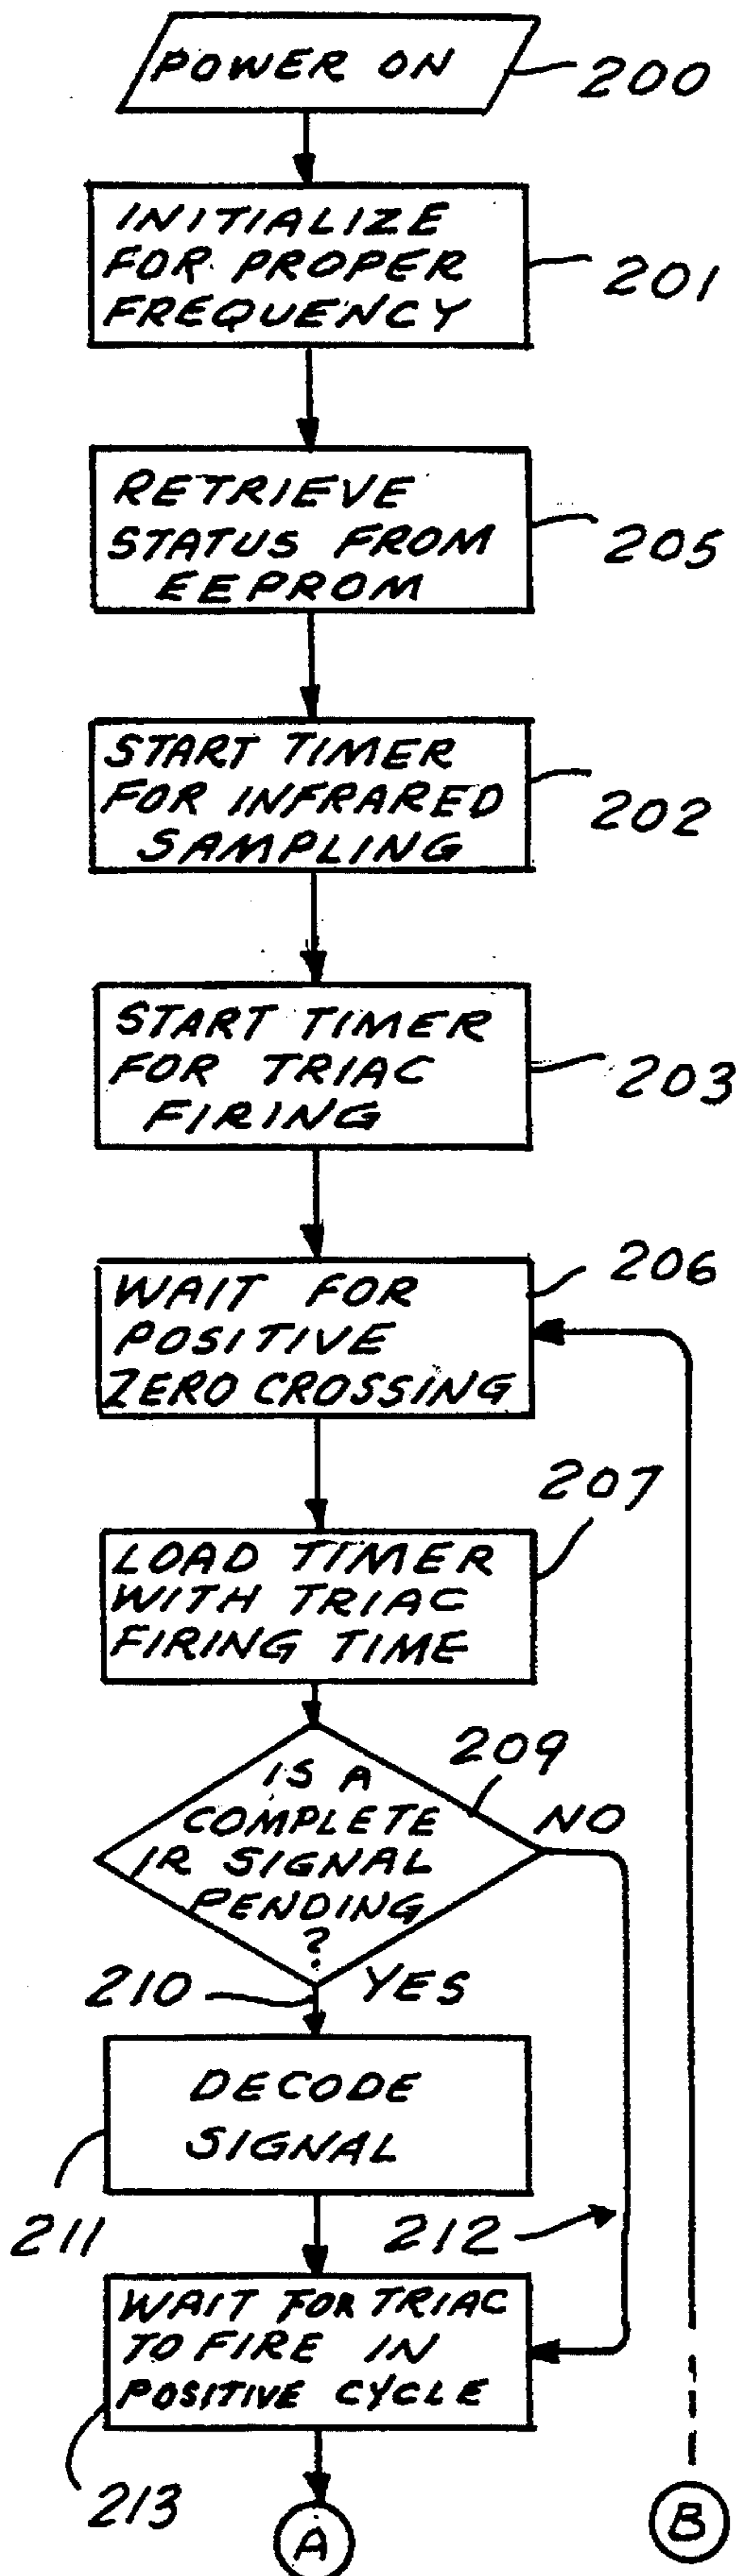 POWER ON
200
INITIALIZE
FOR PROPER
FREQUENCY
201
RETRIEVE
STATUS FROM
EEPROM
205
START TIMER
FOR INFRARED
SAMPLING
202
START TIMER
FOR TRIAC
FIRING
203
206
WAIT FOR
POSITIVE
ZERO CROSSING
207
LOAD TIMER
WITH TRIAC
FIRING TIME
209
IS A
COMPLETE
IR SIGNAL
PENDING
?
NO
210
YES
DECODE
SIGNAL
211
212
WAIT FOR TRIAC
TO FIRE IN
POSITIVE CYCLE
213
A
B